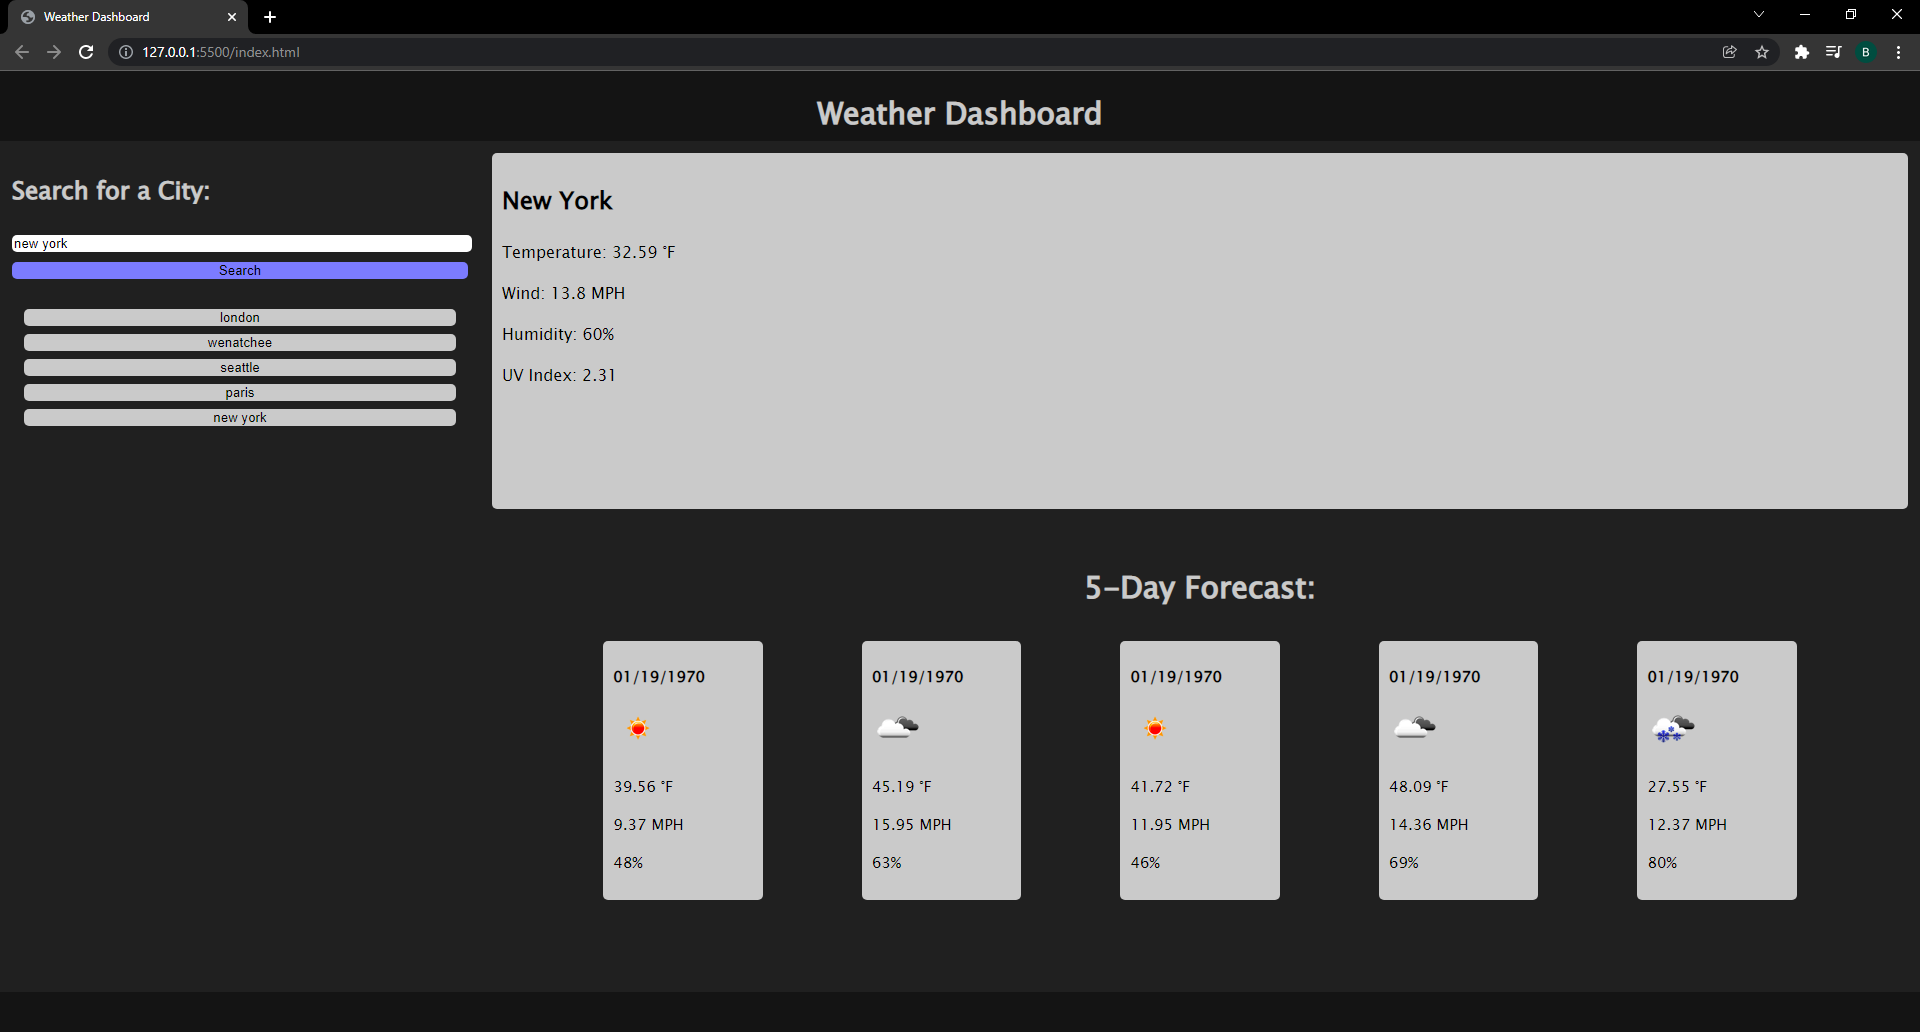 Weather Dashboard
127.0.0.1:5500/index.html
B
Weather Dashboard
Search for a City:
new york
Search
london
wenatchee
seattle
paris
new york
New York
Temperature: 32.59 °F
Wind: 13.8 MPH
Humidity: 60%
UV Index: 2.31
5-Day Forecast:
01/19/1970
39.56 °F
9.37 MPH
48%
01/19/1970
45.19 °F
15.95 MPH
63%
01/19/1970
41.72 °F
11.95 MPH
46%
01/19/1970
48.09 °F
14.36 MPH
69%
01/19/1970
27.55 °F
12.37 MPH
80%